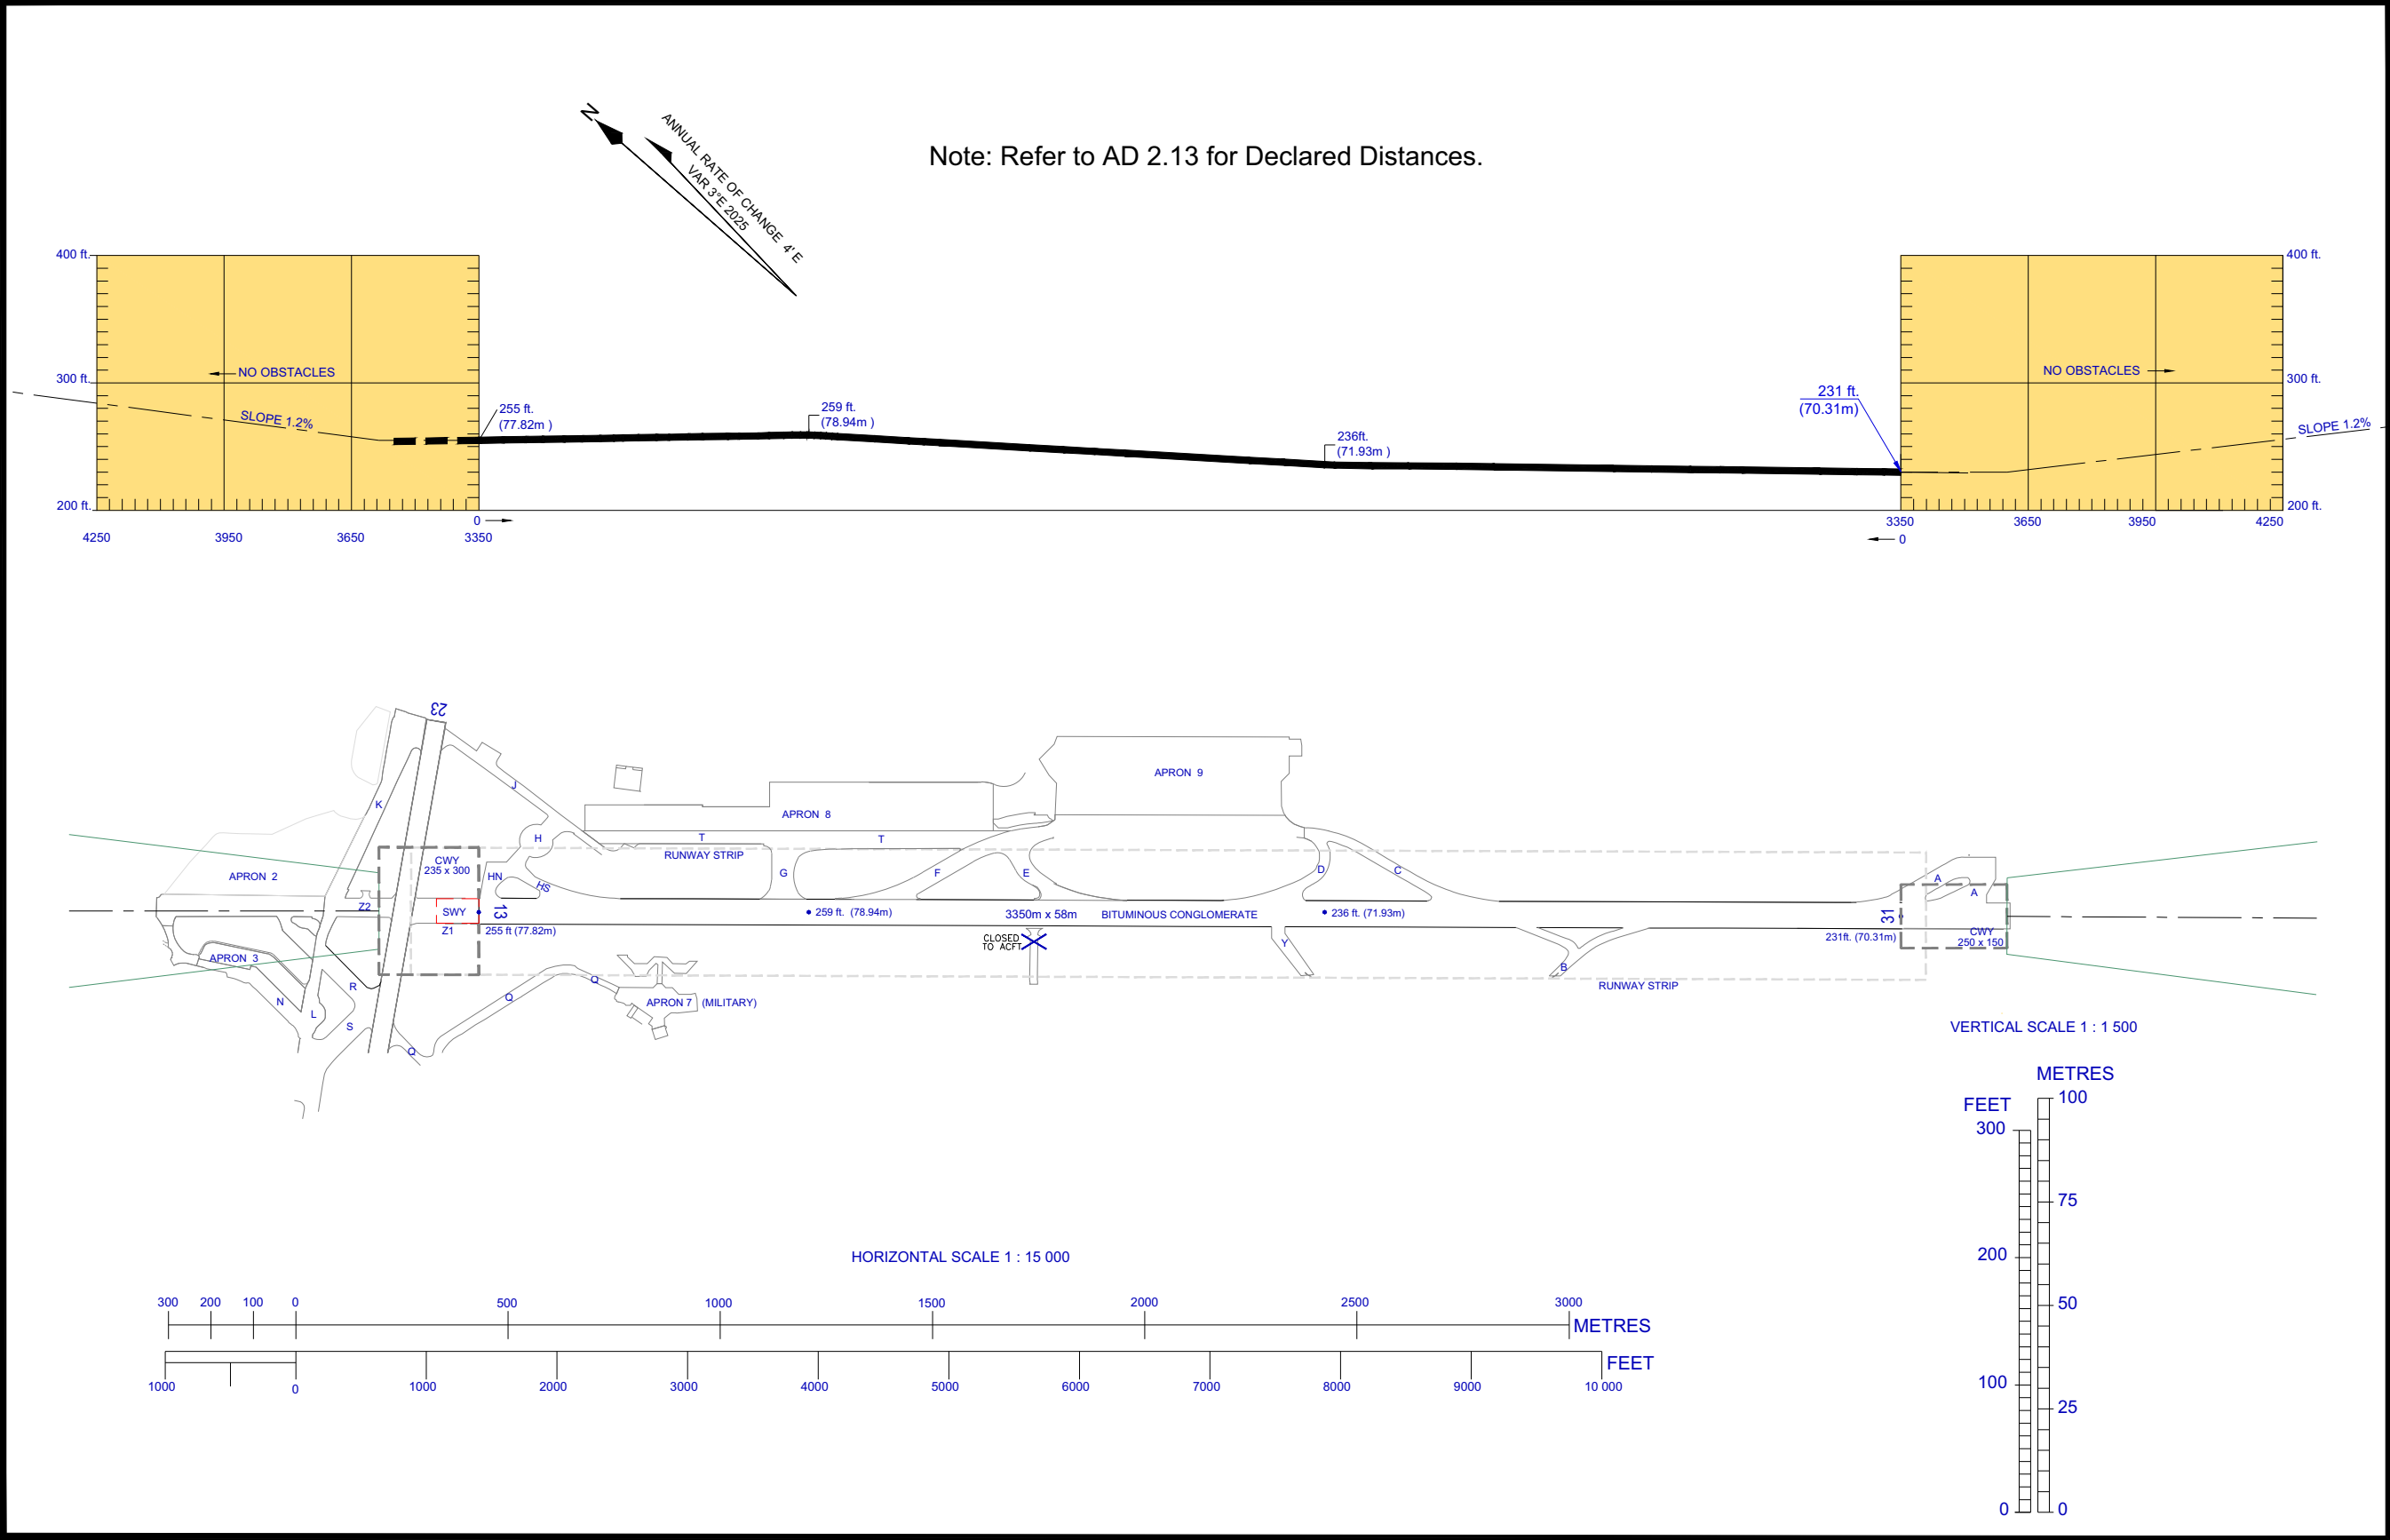 N
ANNUAL RATE OF CHANGE 4' E
VAR 3°E 2025
Note: Refer to AD 2.13 for Declared Distances.
400 ft.
300 ft.
200 ft.
NO OBSTACLES
SLOPE 1.2%
255 ft.
(77.82m )
259 ft.
(78.94m )
236ft.
(71.93m )
231 ft.
(70.31m)
NO OBSTACLES
SLOPE 1.2%
400 ft.
300 ft.
200 ft.
4250
3950
3650
3350
0
3350
3650
3950
4250
0
23
K
J
H
APRON 8
APRON 9
T
T
RUNWAY STRIP
CWY
235 x 300
APRON 2
HN
HS
G
F
E
D
C
A
A
Z2
SWY
13
Z1
255 ft (77.82m)
259 ft. (78.94m)
3350m x 58m
BITUMINOUS CONGLOMERATE
236 ft. (71.93m)
31
231ft. (70.31m)
CWY
250 x 150
CLOSED
TO ACFT
Y
B
APRON 3
N
L
R
S
Q
Q
Q
APRON 7 (MILITARY)
RUNWAY STRIP
VERTICAL SCALE 1 : 1 500
METRES
FEET
100
75
50
25
0
300
200
100
0
HORIZONTAL SCALE 1 : 15 000
300 200 100 0 500 1000 1500 2000 2500 3000
METRES
FEET
1000 0 1000 2000 3000 4000 5000 6000 7000 8000 9000 10 000